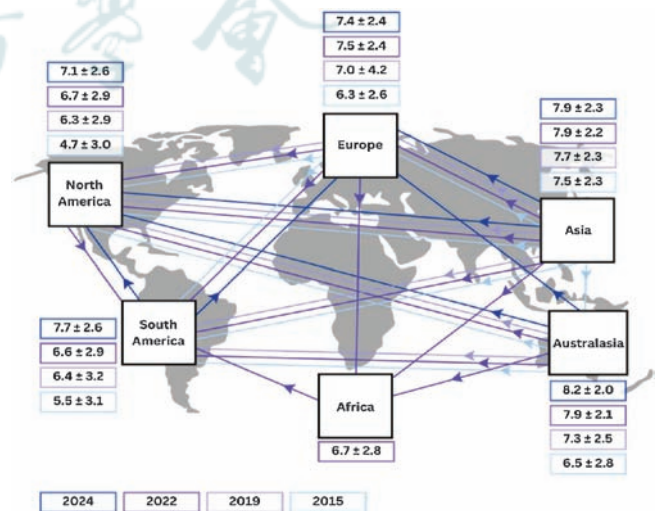 7.4 ± 2.4
7.5 ± 2.4
7.0 ± 4.2
6.3 ± 2.6
7.1 ± 2.6
6.7 ± 2.9
6.3 ± 2.9
4.7 ± 3.0
7.9 ± 2.3
7.9 ± 2.2
7.7 ± 2.3
7.5 ± 2.3
Europe
North
America
Asia
South
America
Australasia
Africa
7.7 ± 2.6
6.6 ± 2.9
6.4 ± 3.2
5.5 ± 3.1
6.7 ± 2.8
8.2 ± 2.0
7.9 ± 2.1
7.3 ± 2.5
6.5 ± 2.8
2024 2022 2019 2015